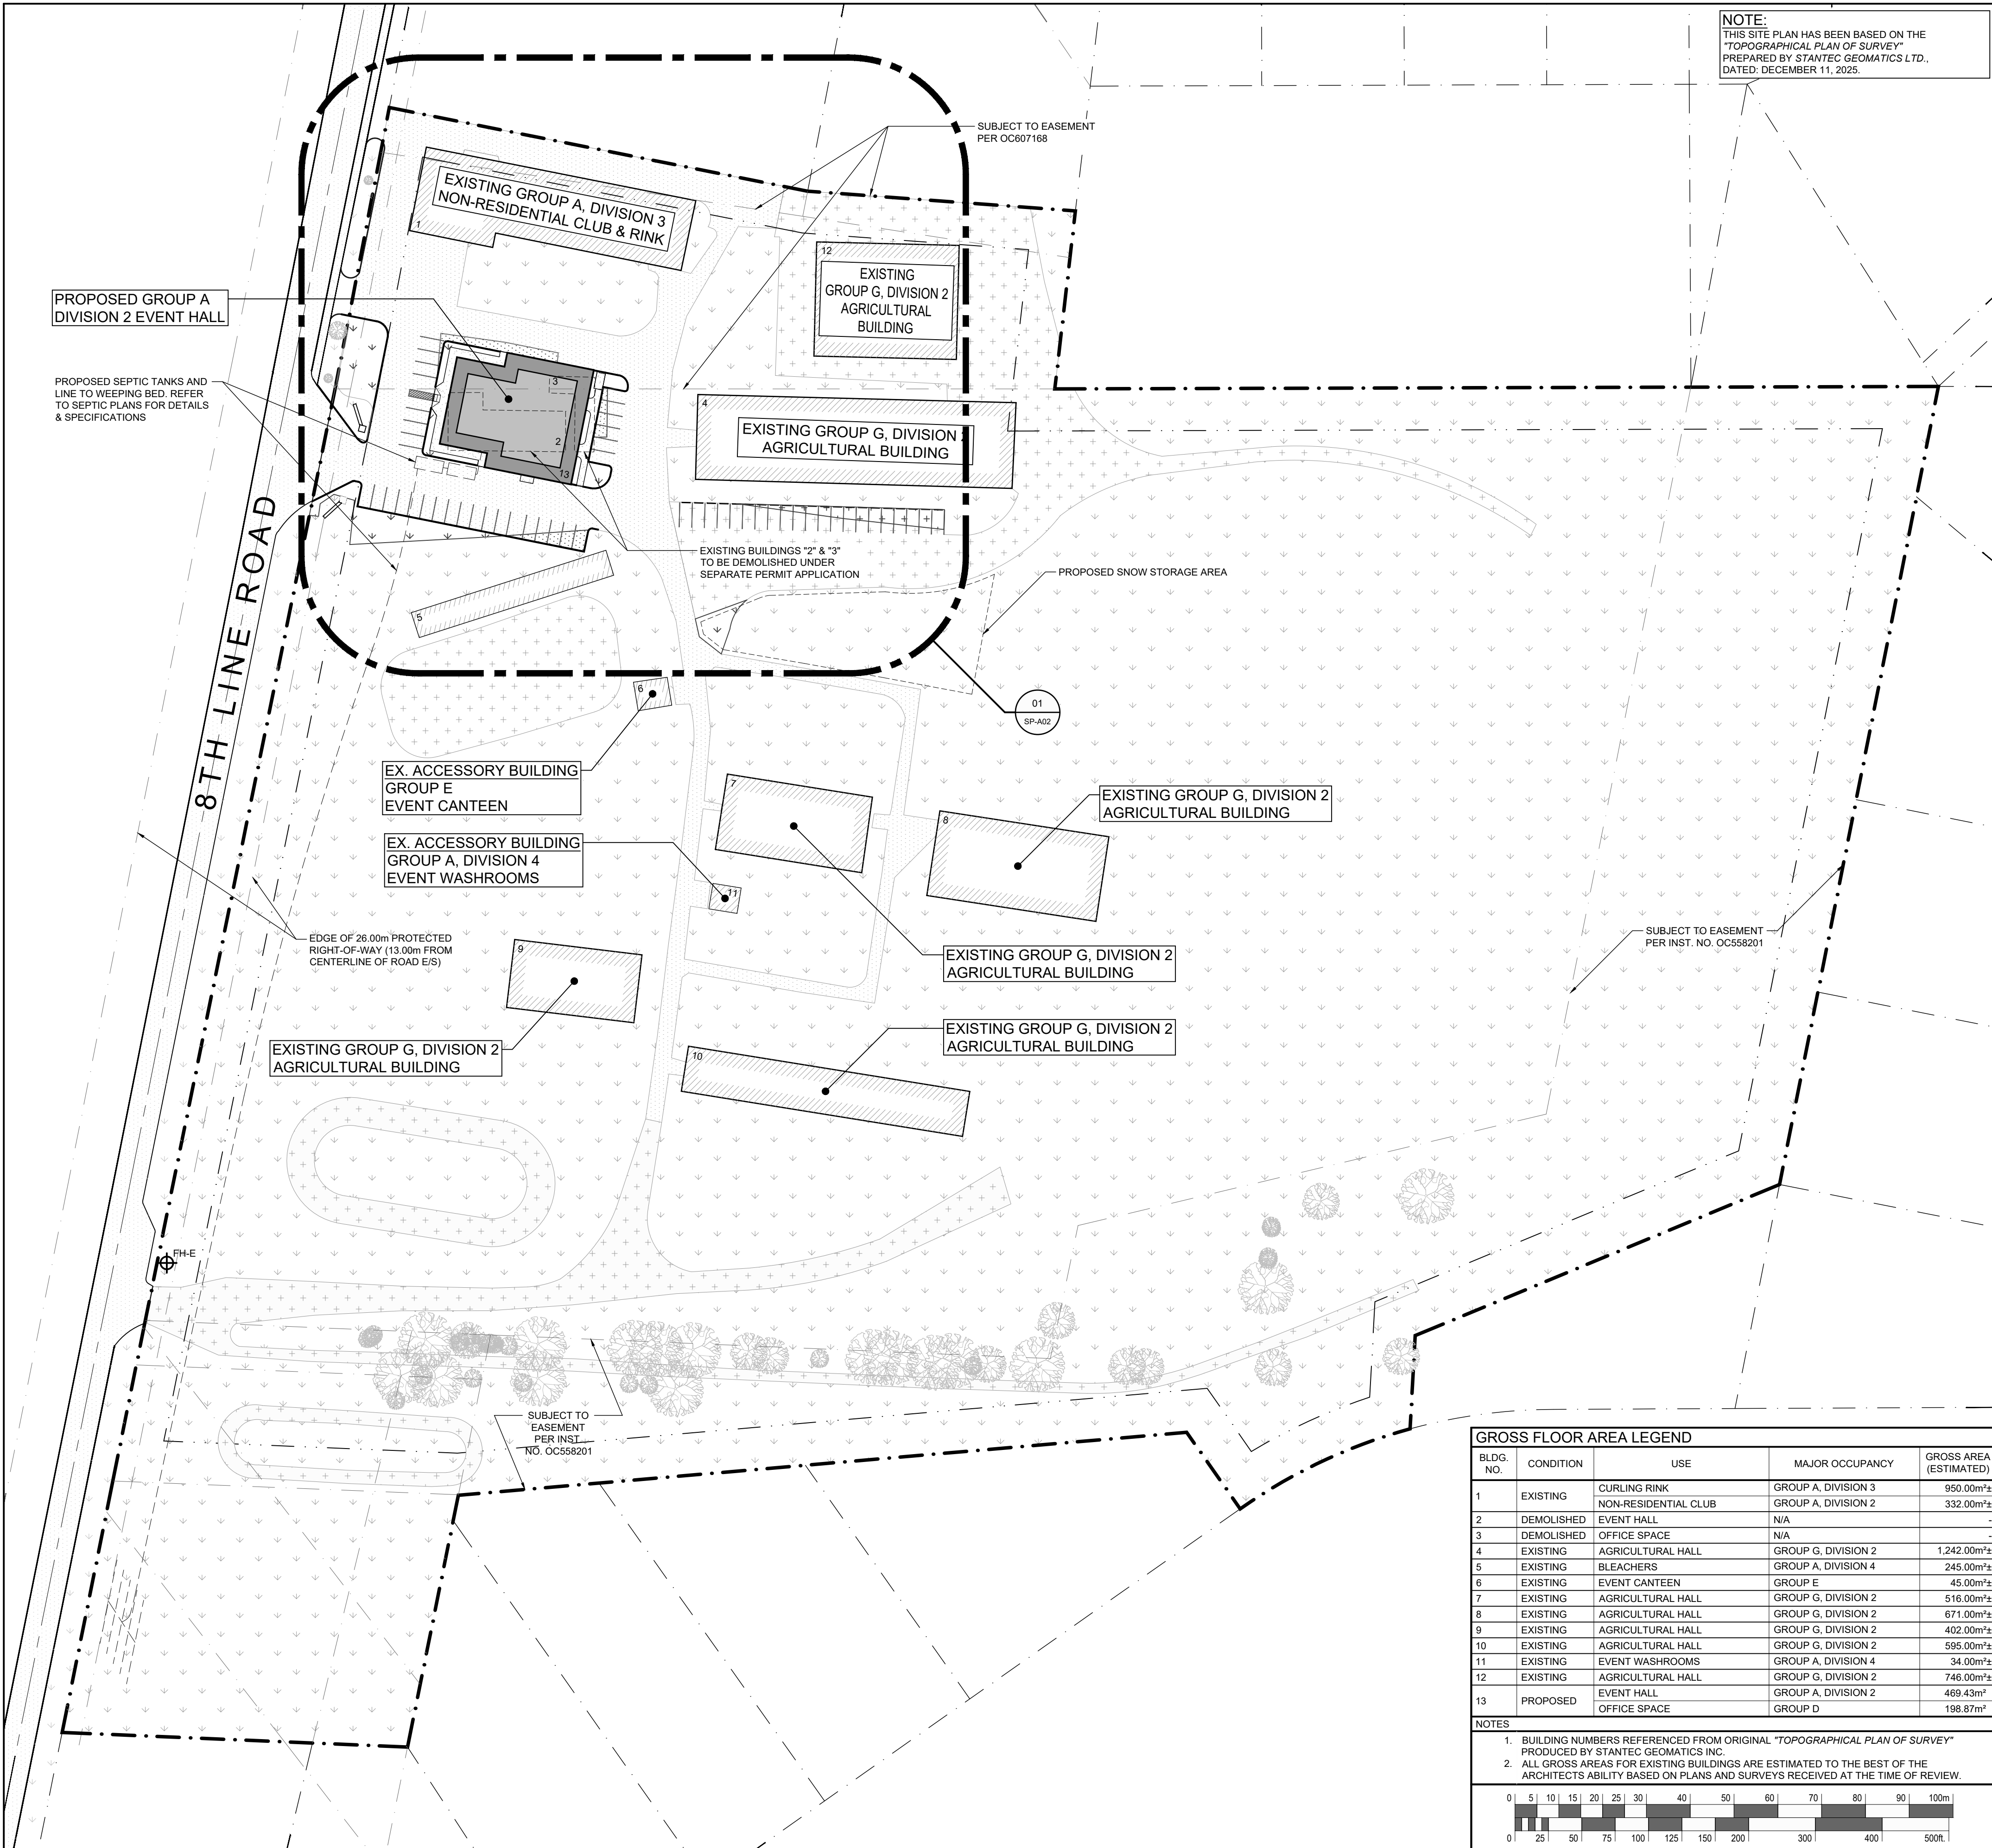 NOTE:
THIS SITE PLAN HAS BEEN BASED ON THE
"TOPOGRAPHICAL PLAN OF SURVEY"
PREPARED BY STANTEC GEOMATICS LTD.,
DATED: DECEMBER 11, 2025.
SUBJECT TO EASEMENT
PER OC607168
EXISTING GROUP A, DIVISION 3
NON-RESIDENTIAL CLUB & RINK
1
12
EXISTING
GROUP G, DIVISION 2
AGRICULTURAL
BUILDING
PROPOSED GROUP A
DIVISION 2 EVENT HALL
PROPOSED SEPTIC TANKS AND
LINE TO WEEPING BED. REFER
TO SEPTIC PLANS FOR DETAILS
& SPECIFICATIONS
3
2
13
4
EXISTING GROUP G, DIVISION
AGRICULTURAL BUILDING
8TH LINE ROAD
EXISTING BUILDINGS "2" & "3"
TO BE DEMOLISHED UNDER
SEPARATE PERMIT APPLICATION
PROPOSED SNOW STORAGE AREA
5
6
01
SP-A02
EX. ACCESSORY BUILDING
GROUP E
EVENT CANTEEN
7
8
EXISTING GROUP G, DIVISION 2
AGRICULTURAL BUILDING
EX. ACCESSORY BUILDING
GROUP A, DIVISION 4
EVENT WASHROOMS
11
EDGE OF 26.00m PROTECTED
RIGHT-OF-WAY (13.00m FROM
CENTERLINE OF ROAD E/S)
9
EXISTING GROUP G, DIVISION 2
AGRICULTURAL BUILDING
SUBJECT TO EASEMENT
PER INST. NO. OC558201
EXISTING GROUP G, DIVISION 2
AGRICULTURAL BUILDING
10
EXISTING GROUP G, DIVISION 2
AGRICULTURAL BUILDING
FH-E
SUBJECT TO
EASEMENT
PER INST.
NO. OC558201
GROSS FLOOR AREA LEGEND
BLDG. NO. CONDITION USE MAJOR OCCUPANCY GROSS AREA (ESTIMATED)
1 EXISTING CURLING RINK GROUP A, DIVISION 3 950.00m²±
NON-RESIDENTIAL CLUB GROUP A, DIVISION 2 332.00m²±
2 DEMOLISHED EVENT HALL N/A -
3 DEMOLISHED OFFICE SPACE N/A -
4 EXISTING AGRICULTURAL HALL GROUP G, DIVISION 2 1,242.00m²±
5 EXISTING BLEACHERS GROUP A, DIVISION 4 245.00m²±
6 EXISTING EVENT CANTEEN GROUP E 45.00m²±
7 EXISTING AGRICULTURAL HALL GROUP G, DIVISION 2 516.00m²±
8 EXISTING AGRICULTURAL HALL GROUP G, DIVISION 2 671.00m²±
9 EXISTING AGRICULTURAL HALL GROUP G, DIVISION 2 402.00m²±
10 EXISTING AGRICULTURAL HALL GROUP G, DIVISION 2 595.00m²±
11 EXISTING EVENT WASHROOMS GROUP A, DIVISION 4 34.00m²±
12 EXISTING AGRICULTURAL HALL GROUP G, DIVISION 2 746.00m²±
13 PROPOSED EVENT HALL GROUP A, DIVISION 2 469.43m²
OFFICE SPACE GROUP D 198.87m²
NOTES
1. BUILDING NUMBERS REFERENCED FROM ORIGINAL "TOPOGRAPHICAL PLAN OF SURVEY"
PRODUCED BY STANTEC GEOMATICS INC.
2. ALL GROSS AREAS FOR EXISTING BUILDINGS ARE ESTIMATED TO THE BEST OF THE
ARCHITECTS ABILITY BASED ON PLANS AND SURVEYS RECEIVED AT THE TIME OF REVIEW.
0 5 10 15 20 25 30 40 50 60 70 80 90 100m
0 25 50 75 100 125 150 200 300 400 500ft.